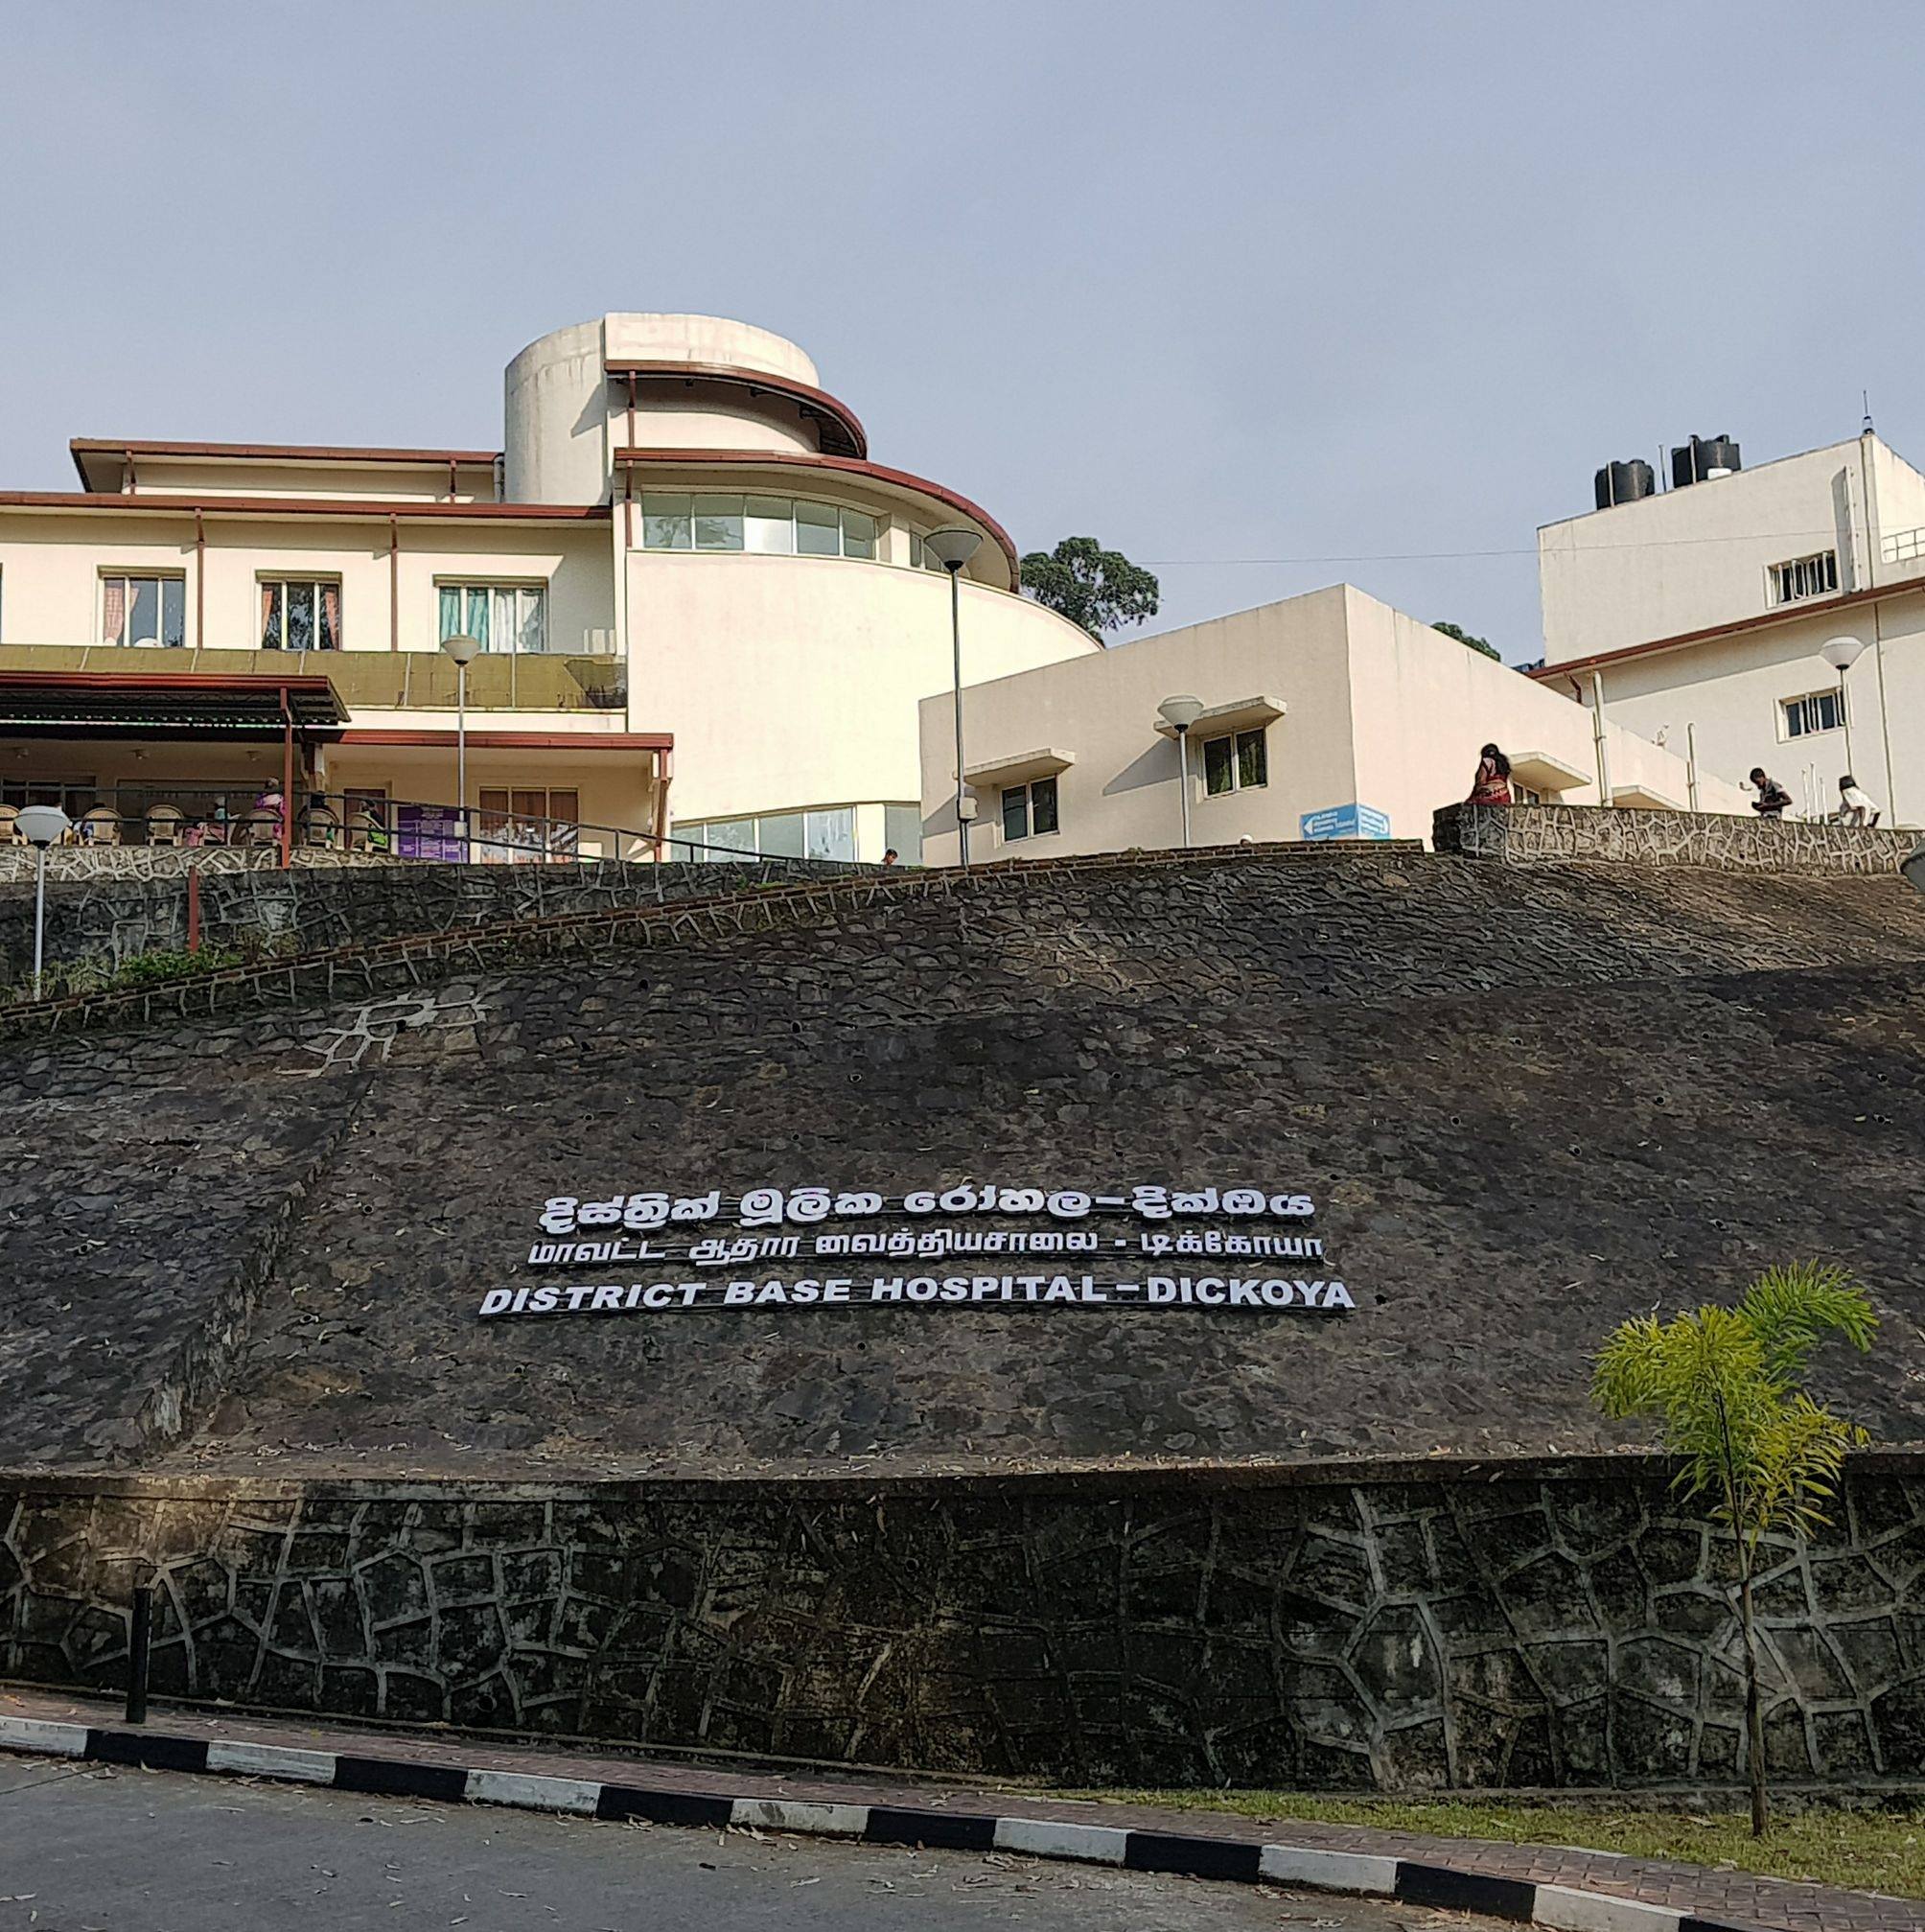 දිස්ත්‍රික් මූලික රෝහල–දික්ඔය
மாவட்ட ஆதார வைத்தியசாலை - டிக்கோயா
DISTRICT BASE HOSPITAL–DICKOYA